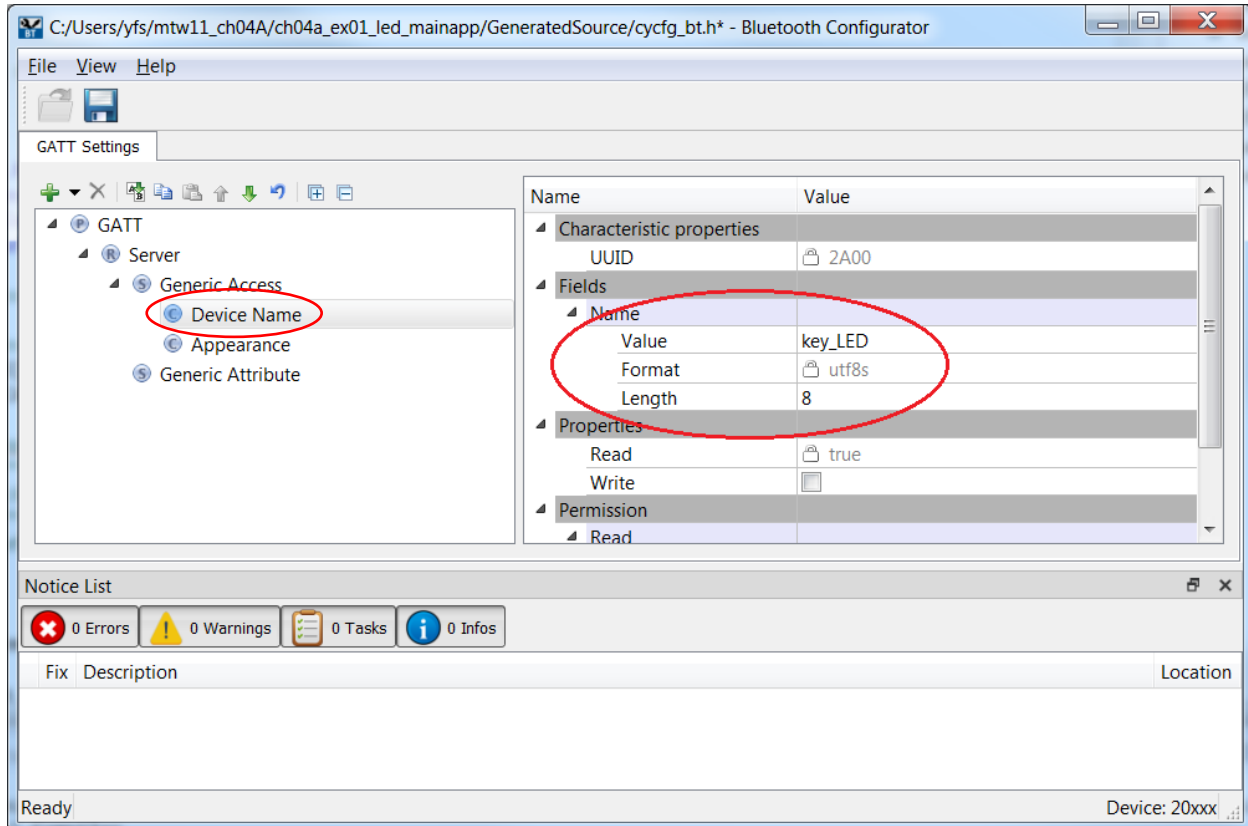 C:/Users/yfs/mtw11_ch04A/ch04a_ex01_led_mainapp/GeneratedSource/cycfg_bt.h* - Bluetooth Configurator
File View Help
GATT Settings
GATT
Server
Generic Access
Device Name
Appearance
Generic Attribute
Name Value
Characteristic properties
UUID 2A00
Fields
Name
Value key_LED
Format utf8s
Length 8
Properties
Read true
Write
Permission
Read
Notice List
0 Errors 0 Warnings 0 Tasks 0 Infos
Fix Description Location
Ready Device: 20xxx